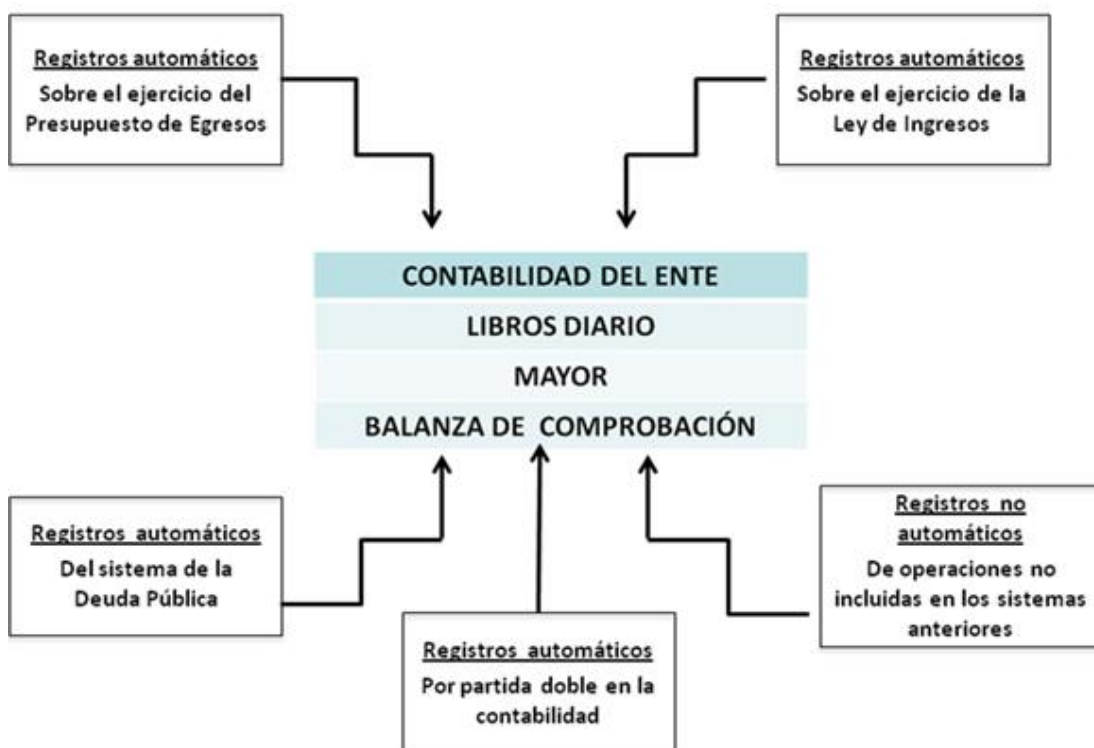 Registros automáticos
Sobre el ejercicio del
Presupuesto de Egresos
Registros automáticos
Sobre el ejercicio de la
Ley de Ingresos
CONTABILIDAD DEL ENTE
LIBROS DIARIO
MAYOR
BALANZA DE COMPROBACIÓN
Registros automáticos
Del sistema de la
Deuda Pública
Registros automáticos
Por partida doble en la
contabilidad
Registros no
automáticos
De operaciones no
incluidas en los sistemas
anteriores